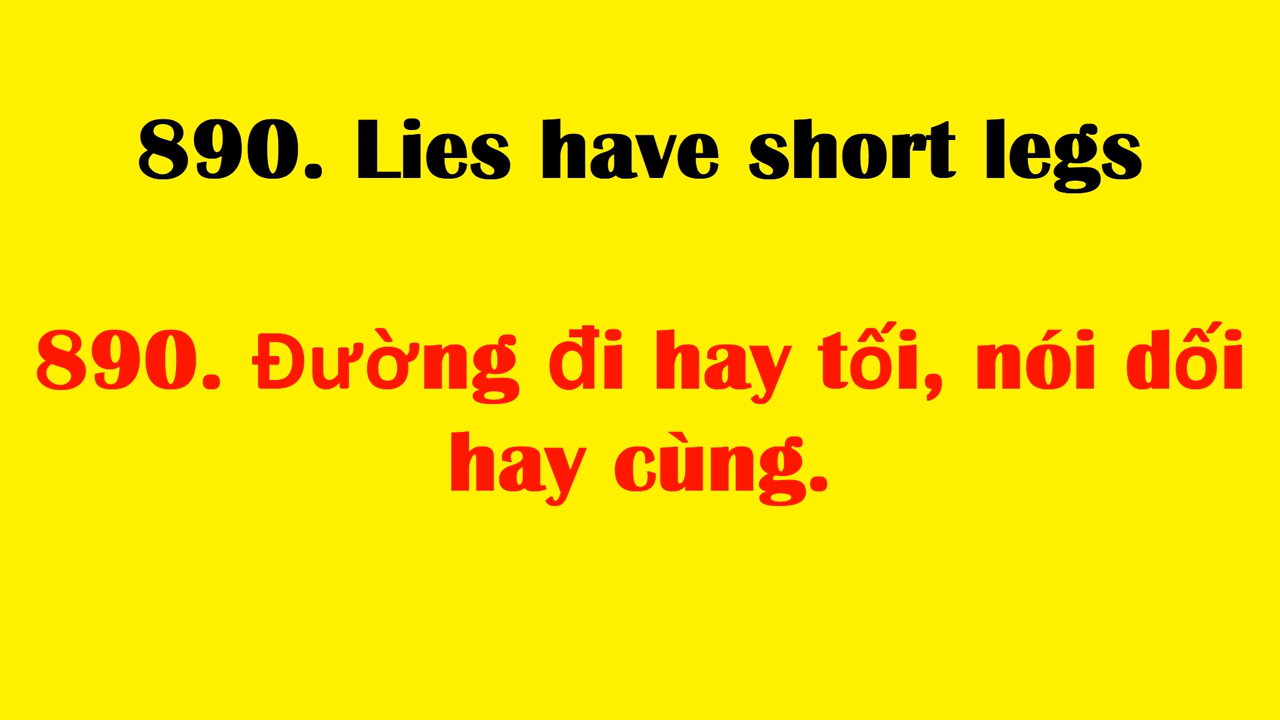 890. Lies have short legs
890. Đường đi hay tối, nói dối
hay cùng.